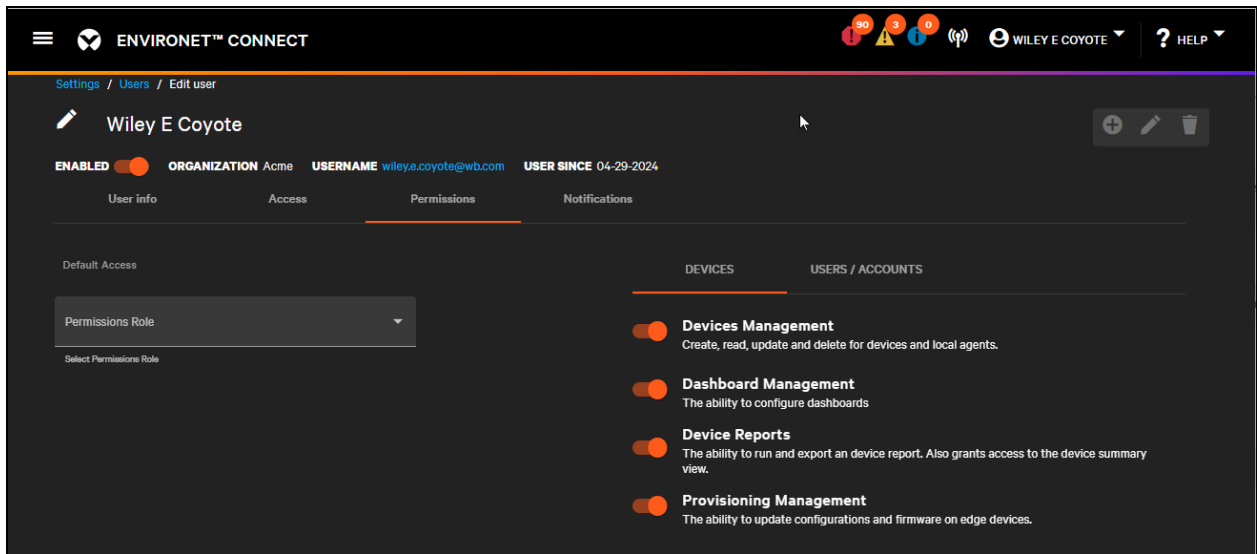 90 3 0
ENVIRONET™ CONNECT WILEY E COYOTE ? HELP
Settings / Users / Edit user
Wiley E Coyote
ENABLED ORGANIZATION Acme USERNAME wiley.e.coyote@wb.com USER SINCE 04-29-2024
User info Access Permissions Notifications
Default Access
DEVICES USERS / ACCOUNTS
Permissions Role
Select Permissions Role
Devices Management
Create, read, update and delete for devices and local agents.
Dashboard Management
The ability to configure dashboards
Device Reports
The ability to run and export an device report. Also grants access to the device summary
view.
Provisioning Management
The ability to update configurations and firmware on edge devices.